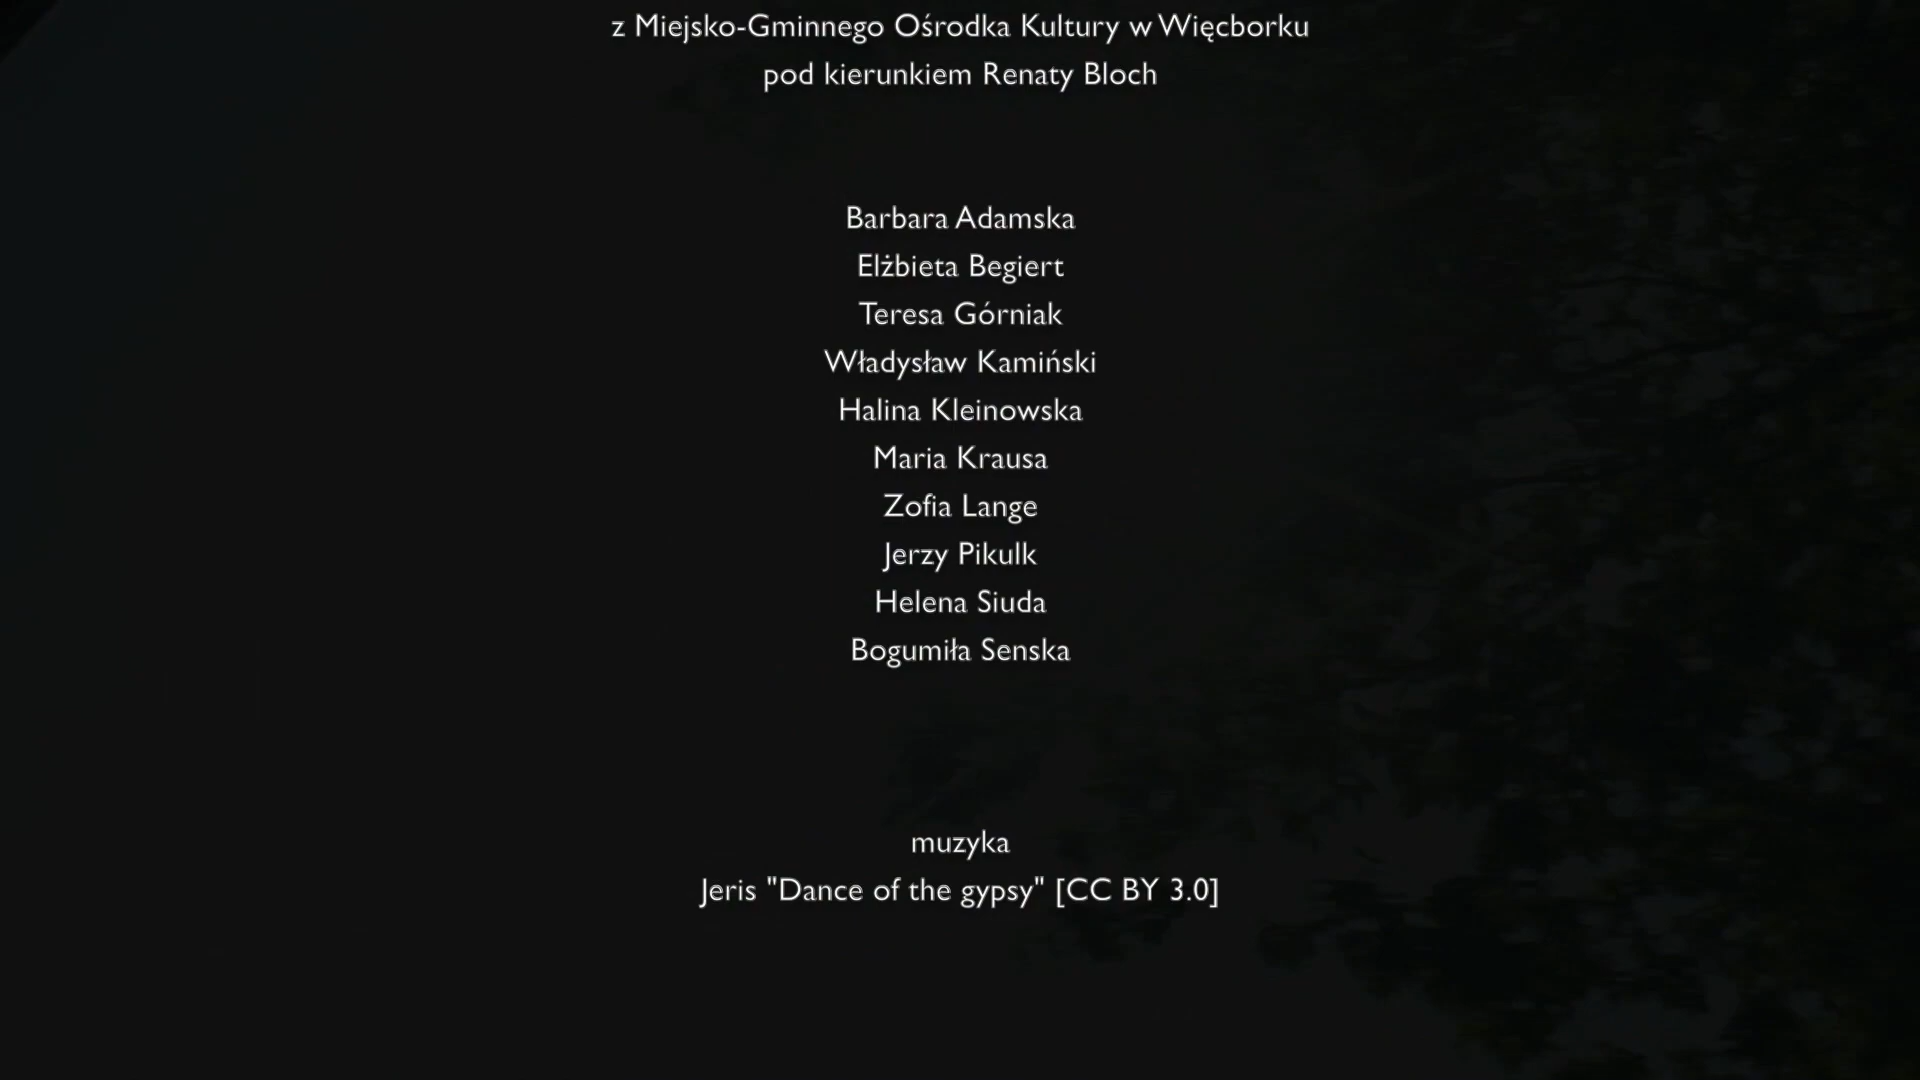 z Miejsko-Gminnego Ośrodka Kultury w Więcborku
pod kierunkiem Renaty Bloch
Barbara Adamska
Elżbieta Begiert
Teresa Górniak
Władysław Kamiński
Halina Kleinowska
Maria Krausa
Zofia Lange
Jerzy Pikulk
Helena Siuda
Bogumiła Senska
muzyka
Jeris "Dance of the gypsy" [CC BY 3.0]